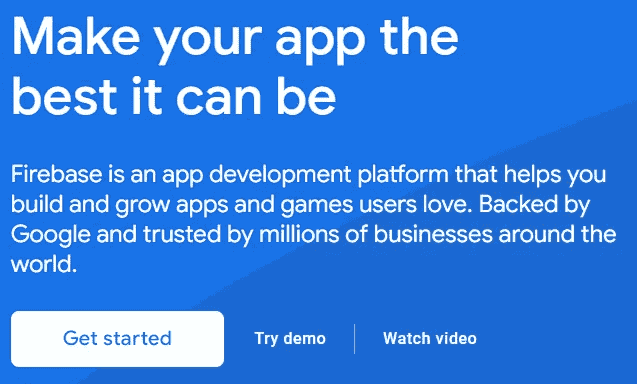 Make your app the
best it can be
Firebase is an app development platform that helps you
build and grow apps and games users love. Backed by
Google and trusted by millions of businesses around the
world.
Get started
Try demo
Watch video